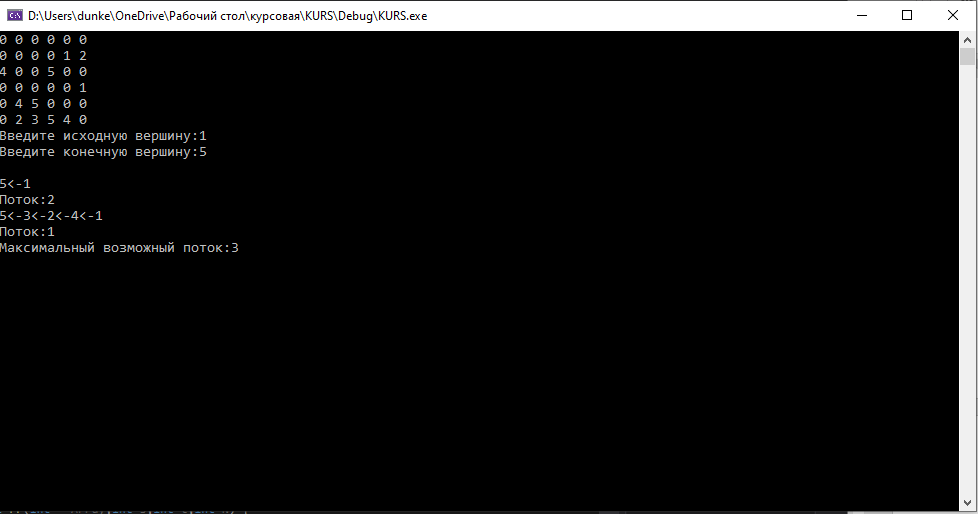 D:\Users\dunke\OneDrive\Рабочий стол\курсовая\KURS\Debug\KURS.exe
0 0 0 0 0 0
0 0 0 0 1 2
4 0 0 5 0 0
0 0 0 0 0 1
0 4 5 0 0 0
0 2 3 5 4 0
Введите исходную вершину:1
Введите конечную вершину:5
5<-1
Поток:2
5<-3<-2<-4<-1
Поток:1
Максимальный возможный поток:3